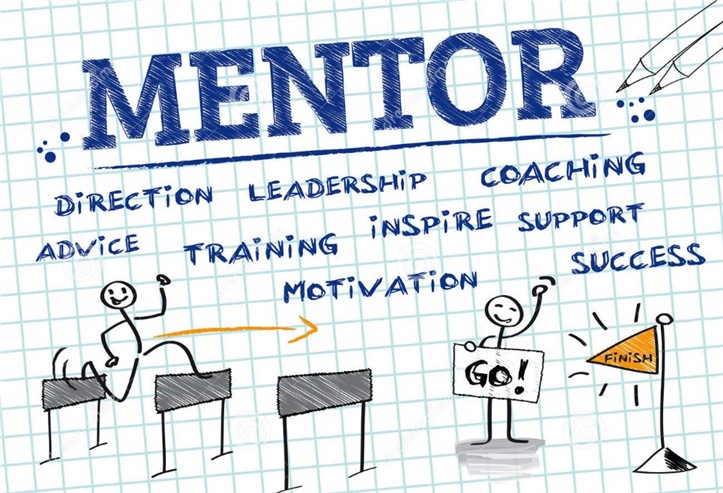 MENTOR
DIRECTION LEADERSHIP COACHING
ADVICE TRAINING INSPIRE SUPPORT
MOTIVATION SUCCESS
GO!
FINISH